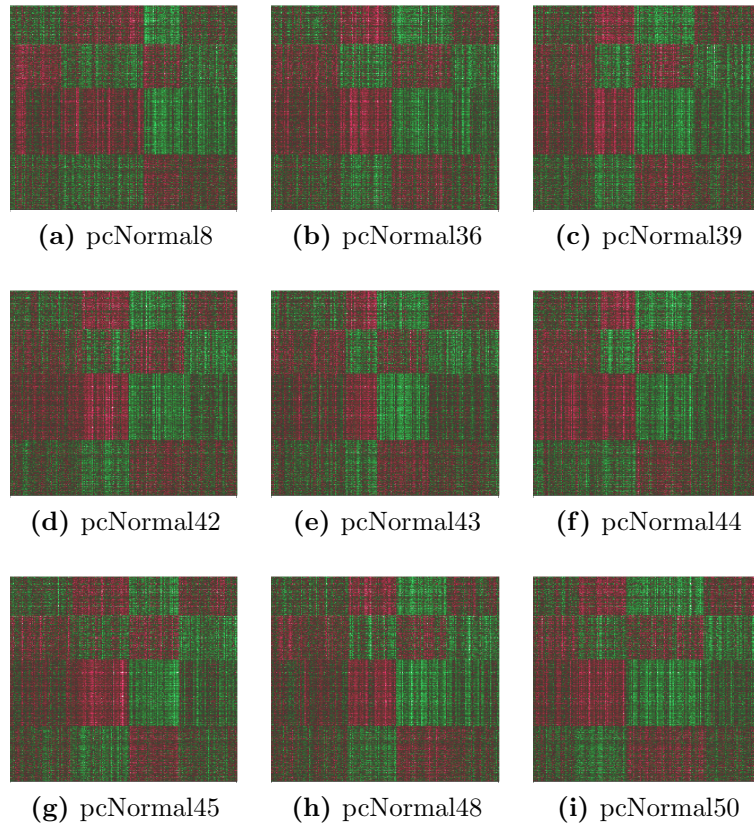 (a) pcNormal8
(b) pcNormal36
(c) pcNormal39
(d) pcNormal42
(e) pcNormal43
(f) pcNormal44
(g) pcNormal45
(h) pcNormal48
(i) pcNormal50